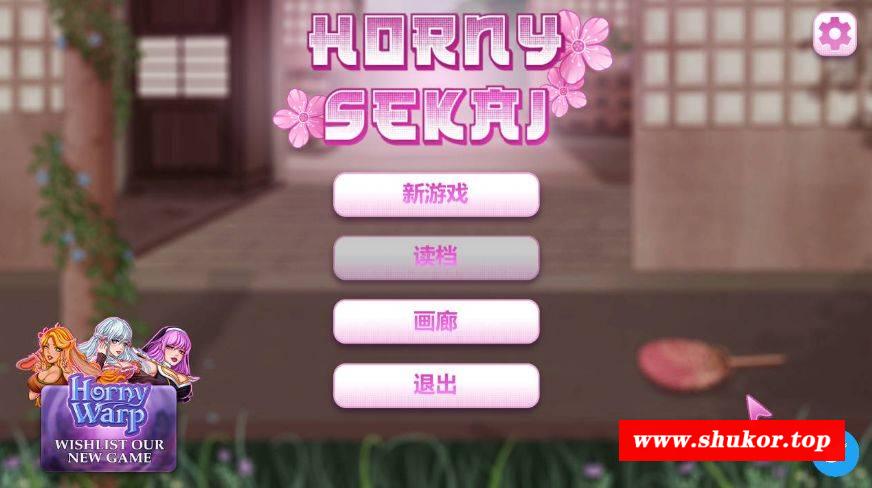 HORNY
SEKAI
新游戏
读档
画廊
退出
Horny
Warp
WISHLIST OUR
NEW GAME
www.shukor.top